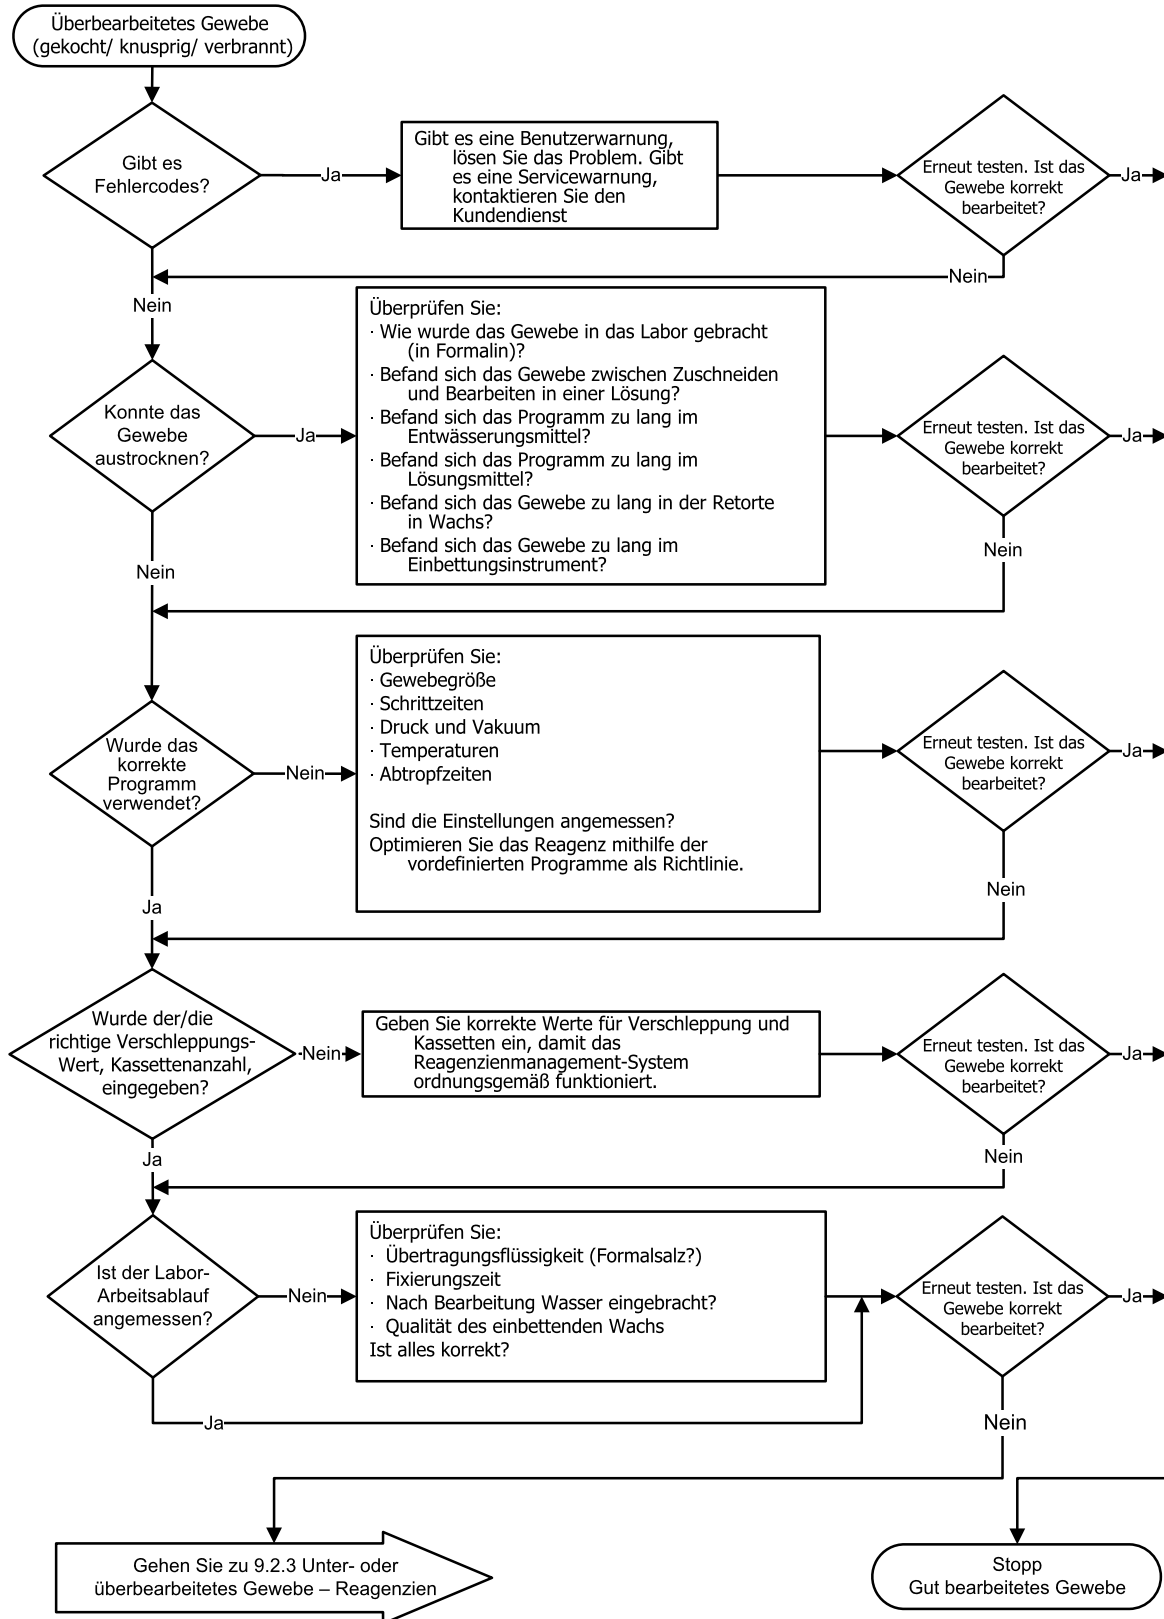 Überbearbeitetes Gewebe
(gekocht/ knusprig/ verbrannt)
Gibt es
Fehlercodes?
Ja
Gibt es eine Benutzerwarnung,
lösen Sie das Problem. Gibt
es eine Servicewarnung,
kontaktieren Sie den
Kundendienst
Erneut testen. Ist das
Gewebe korrekt
bearbeitet?
Ja
Nein
Nein
Konnte das
Gewebe
austrocknen?
Ja
Überprüfen Sie:
· Wie wurde das Gewebe in das Labor gebracht
(in Formalin)?
· Befand sich das Gewebe zwischen Zuschneiden
und Bearbeiten in einer Lösung?
· Befand sich das Programm zu lang im
Entwässerungsmittel?
· Befand sich das Programm zu lang im
Lösungsmittel?
· Befand sich das Gewebe zu lang in der Retorte
in Wachs?
· Befand sich das Gewebe zu lang im
Einbettungsinstrument?
Erneut testen. Ist das
Gewebe korrekt
bearbeitet?
Ja
Nein
Nein
Wurde das
korrekte
Programm
verwendet?
Nein
Überprüfen Sie:
· Gewebegröße
· Schrittzeiten
· Druck und Vakuum
· Temperaturen
· Abtropfzeiten
Sind die Einstellungen angemessen?
Optimieren Sie das Reagenz mithilfe der
vordefinierten Programme als Richtlinie.
Erneut testen. Ist das
Gewebe korrekt
bearbeitet?
Ja
Nein
Ja
Wurde der/die
richtige Verschleppungs-
Wert, Kassettenanzahl,
eingegeben?
Nein
Geben Sie korrekte Werte für Verschleppung und
Kassetten ein, damit das
Reagenzienmanagement-System
ordnungsgemäß funktioniert.
Erneut testen. Ist das
Gewebe korrekt
bearbeitet?
Ja
Nein
Ja
Ist der Labor-
Arbeitsablauf
angemessen?
Nein
Überprüfen Sie:
· Übertragungsflüssigkeit (Formalsalz?)
· Fixierungszeit
· Nach Bearbeitung Wasser eingebracht?
· Qualität des einbettenden Wachs
Ist alles korrekt?
Erneut testen. Ist das
Gewebe korrekt
bearbeitet?
Ja
Ja
Nein
Gehen Sie zu 9.2.3 Unter- oder
überbearbeitetes Gewebe – Reagenzien
Stopp
Gut bearbeitetes Gewebe